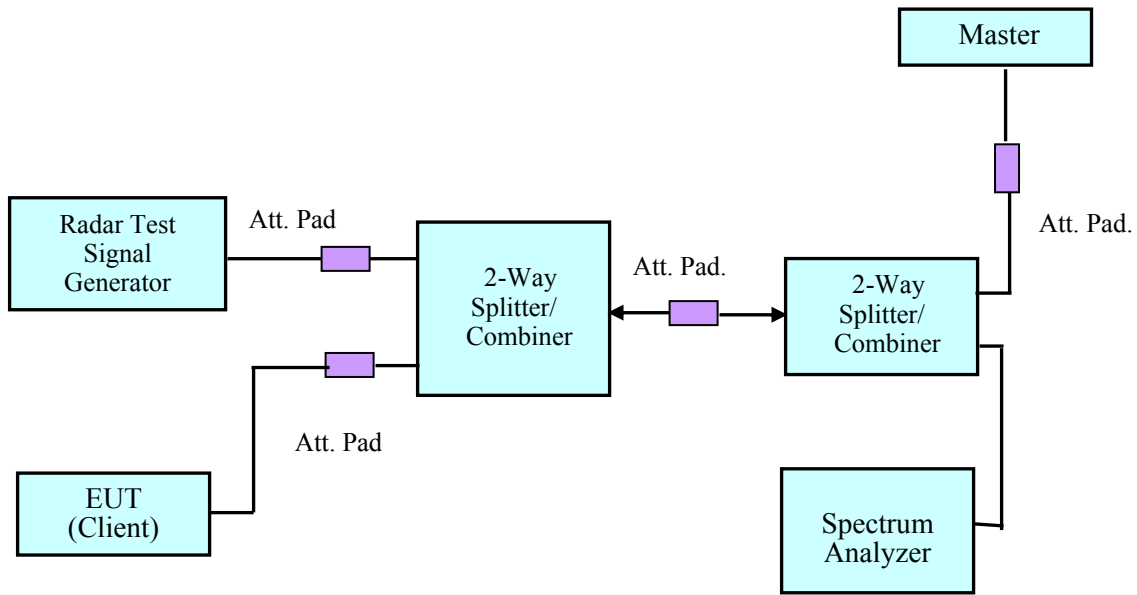 Master
Att. Pad.
Radar Test
Signal
Generator
Att. Pad
2-Way
Splitter/
Combiner
Att. Pad.
2-Way
Splitter/
Combiner
Att. Pad
EUT
(Client)
Spectrum
Analyzer